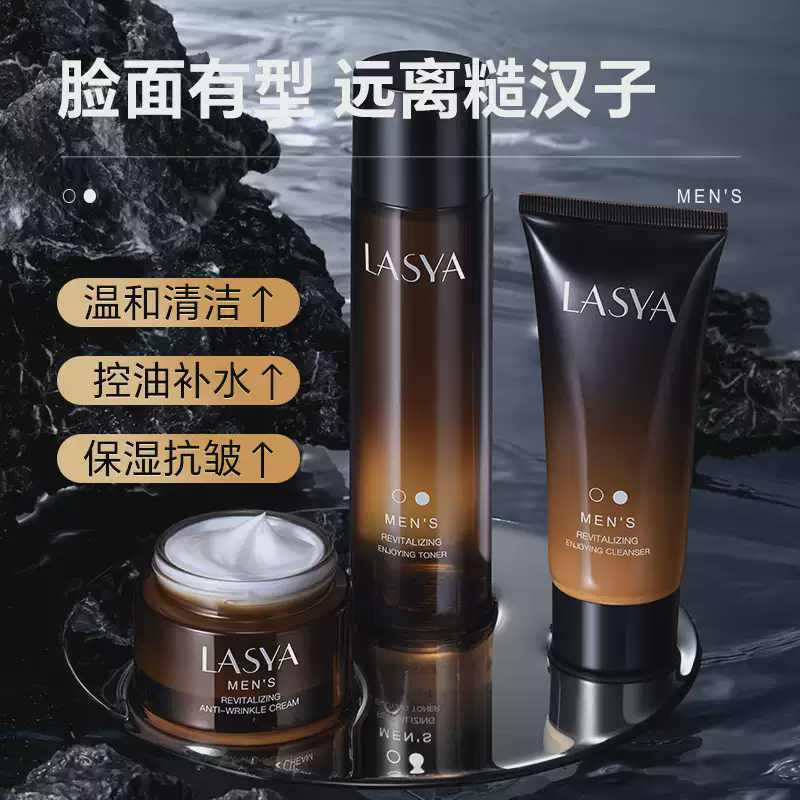 脸面有型 远离糙汉子
MEN'S
温和清洁↑
控油补水↑
保湿抗皱↑
LASYA
MEN'S
REVITALIZING
ENJOYING TONER
LASYA
MEN'S
REVITALIZING
ENJOYING CLEANSER
LASYA
MEN'S
REVITALIZING
ANTI-WRINKLE CREAM